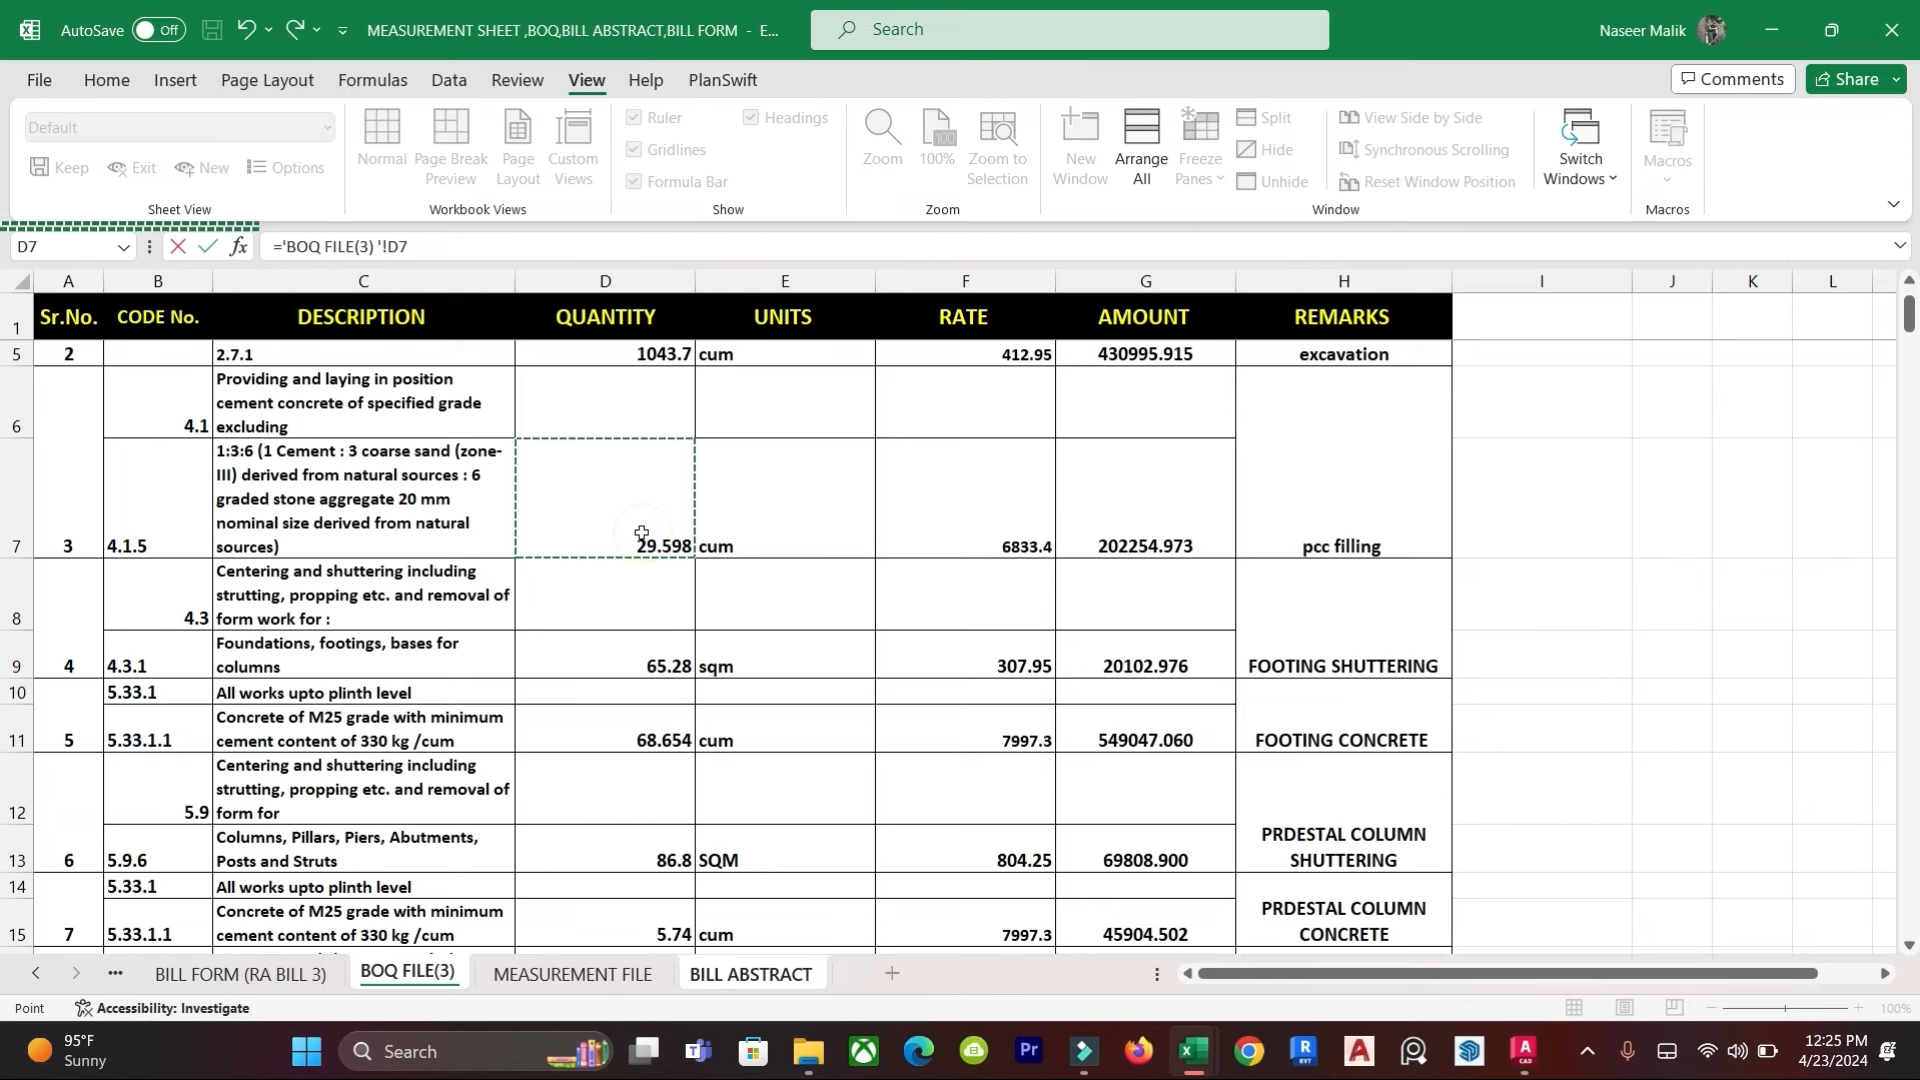 AutoSave Off MEASUREMENT SHEET ,BOQ,BILL ABSTRACT,BILL FORM - E... Search Naseer Malik
File Home Insert Page Layout Formulas Data Review View Help PlanSwift Comments Share
Default
Keep Exit New Options
Sheet View
Normal
Page Break Preview
Page Layout
Custom Views
Workbook Views
Ruler Headings
Gridlines
Formula Bar
Show
Zoom
100%
Zoom to Selection
Zoom
New Window
Arrange All
Freeze Panes
Split
Hide
Unhide
View Side by Side
Synchronous Scrolling
Reset Window Position
Switch Windows
Window
Macros
Macros
D7 fx ='BOQ FILE(3) '!D7
A B C D E F G H I J K L
1 Sr.No. CODE No. DESCRIPTION QUANTITY UNITS RATE AMOUNT REMARKS
5 2 2.7.1 1043.7 cum 412.95 430995.915 excavation
Providing and laying in position
cement concrete of specified grade
6 4.1 excluding
1:3:6 (1 Cement : 3 coarse sand (zone-
III) derived from natural sources : 6
graded stone aggregate 20 mm
nominal size derived from natural
7 3 4.1.5 sources) 29.598 cum 6833.4 202254.973 pcc filling
Centering and shuttering including
strutting, propping etc. and removal of
8 4.3 form work for :
Foundations, footings, bases for
9 4 4.3.1 columns 65.28 sqm 307.95 20102.976 FOOTING SHUTTERING
10 5.33.1 All works upto plinth level
Concrete of M25 grade with minimum
11 5 5.33.1.1 cement content of 330 kg /cum 68.654 cum 7997.3 549047.060 FOOTING CONCRETE
Centering and shuttering including
strutting, propping etc. and removal of
12 5.9 form for
Columns, Pillars, Piers, Abutments, PRDESTAL COLUMN
13 6 5.9.6 Posts and Struts 86.8 SQM 804.25 69808.900 SHUTTERING
14 5.33.1 All works upto plinth level
Concrete of M25 grade with minimum PRDESTAL COLUMN
15 7 5.33.1.1 cement content of 330 kg /cum 5.74 cum 7997.3 45904.502 CONCRETE
BILL FORM (RA BILL 3) BOQ FILE(3) MEASUREMENT FILE BILL ABSTRACT
Point Accessibility: Investigate 100%
95°F
Sunny
Search
12:25 PM
4/23/2024